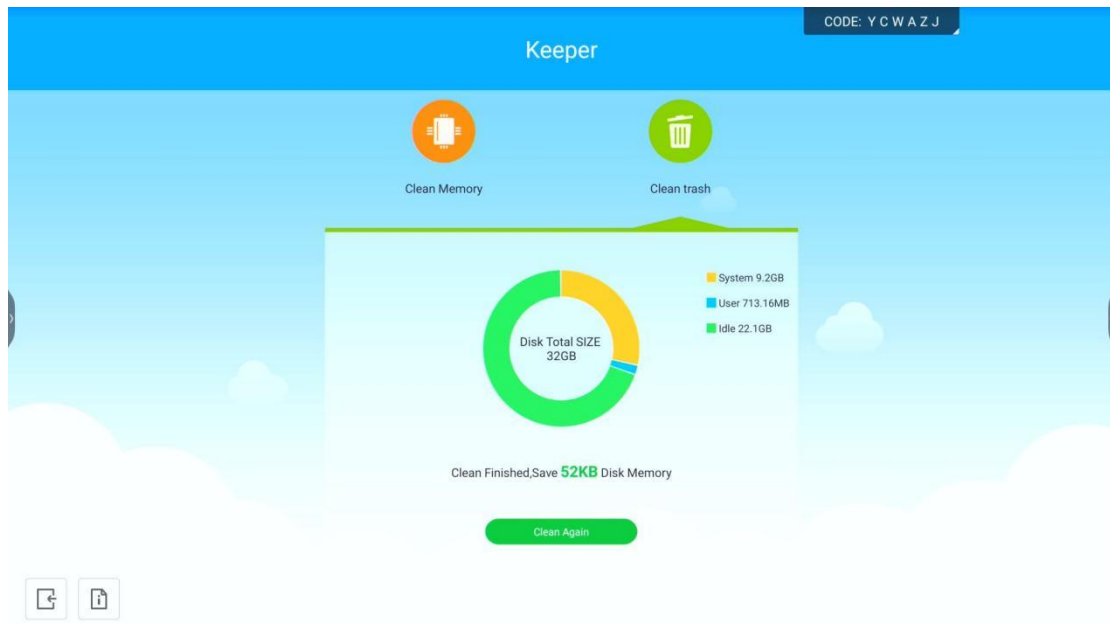 CODE: Y C W A Z J
Keeper
Clean Memory
Clean trash
System 9.2GB
User 713.16MB
Idle 22.1GB
Disk Total SIZE
32GB
Clean Finished,Save 52KB Disk Memory
Clean Again